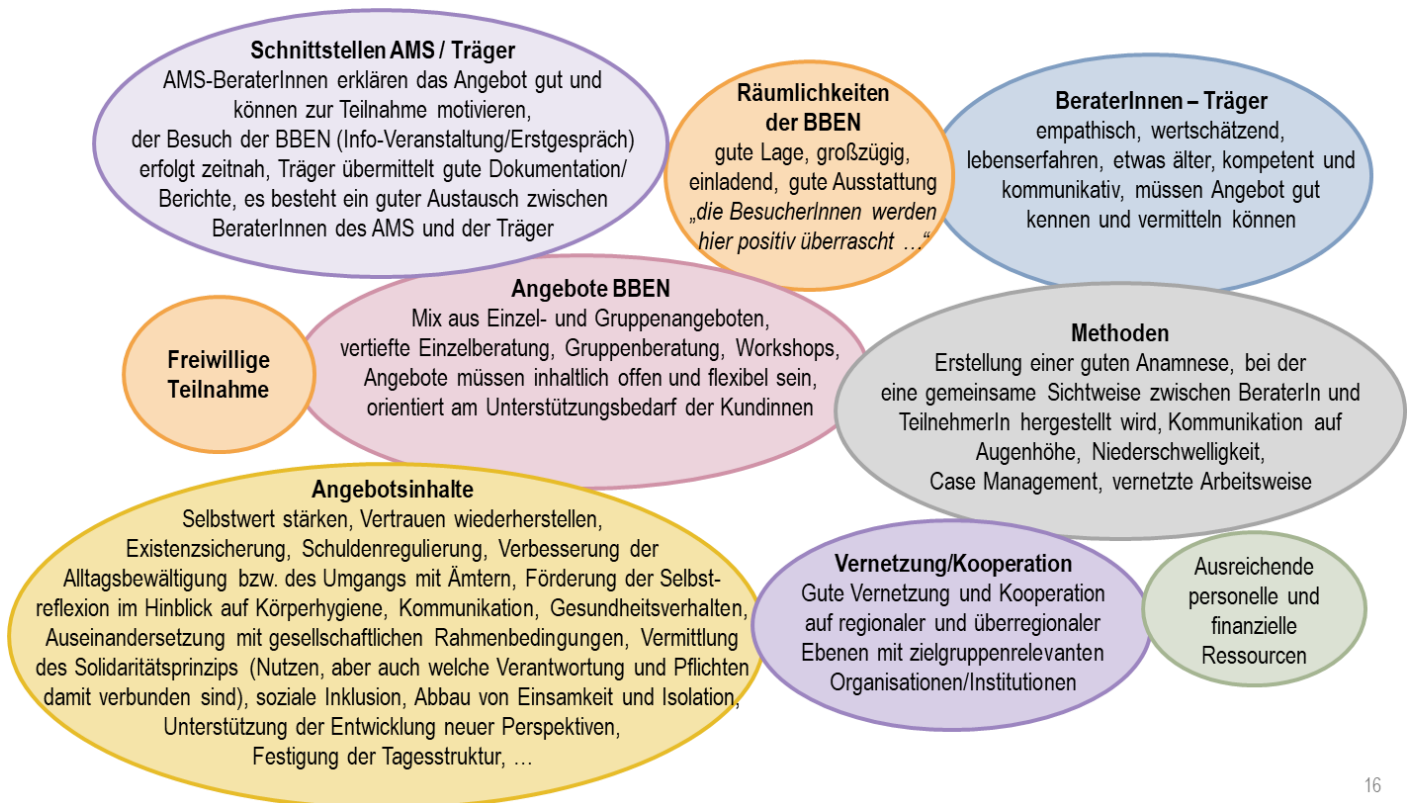 Schnittstellen AMS / Träger
AMS-BeraterInnen erklären das Angebot gut und
können zur Teilnahme motivieren,
der Besuch der BBEN (Info-Veranstaltung/Erstgespräch)
erfolgt zeitnah, Träger übermittelt gute Dokumentation/
Berichte, es besteht ein guter Austausch zwischen
BeraterInnen des AMS und der Träger
Räumlichkeiten
der BBEN
gute Lage, großzügig,
einladend, gute Ausstattung
„die BesucherInnen werden
hier positiv überrascht …“
BeraterInnen – Träger
empathisch, wertschätzend,
lebenserfahren, etwas älter, kompetent und
kommunikativ, müssen Angebot gut
kennen und vermitteln können
Freiwillige
Teilnahme
Angebote BBEN
Mix aus Einzel- und Gruppenangeboten,
vertiefte Einzelberatung, Gruppenberatung, Workshops,
Angebote müssen inhaltlich offen und flexibel sein,
orientiert am Unterstützungsbedarf der Kundinnen
Methoden
Erstellung einer guten Anamnese, bei der
eine gemeinsame Sichtweise zwischen BeraterIn und
TeilnehmerIn hergestellt wird, Kommunikation auf
Augenhöhe, Niederschwelligkeit,
Case Management, vernetzte Arbeitsweise
Angebotsinhalte
Selbstwert stärken, Vertrauen wiederherstellen,
Existenzsicherung, Schuldenregulierung, Verbesserung der
Alltagsbewältigung bzw. des Umgangs mit Ämtern, Förderung der Selbst-
reflexion im Hinblick auf Körperhygiene, Kommunikation, Gesundheitsverhalten,
Auseinandersetzung mit gesellschaftlichen Rahmenbedingungen, Vermittlung
des Solidaritätsprinzips (Nutzen, aber auch welche Verantwortung und Pflichten
damit verbunden sind), soziale Inklusion, Abbau von Einsamkeit und Isolation,
Unterstützung der Entwicklung neuer Perspektiven,
Festigung der Tagesstruktur, …
Vernetzung/Kooperation
Gute Vernetzung und Kooperation
auf regionaler und überregionaler
Ebenen mit zielgruppenrelevanten
Organisationen/Institutionen
Ausreichende
personelle und
finanzielle
Ressourcen
16